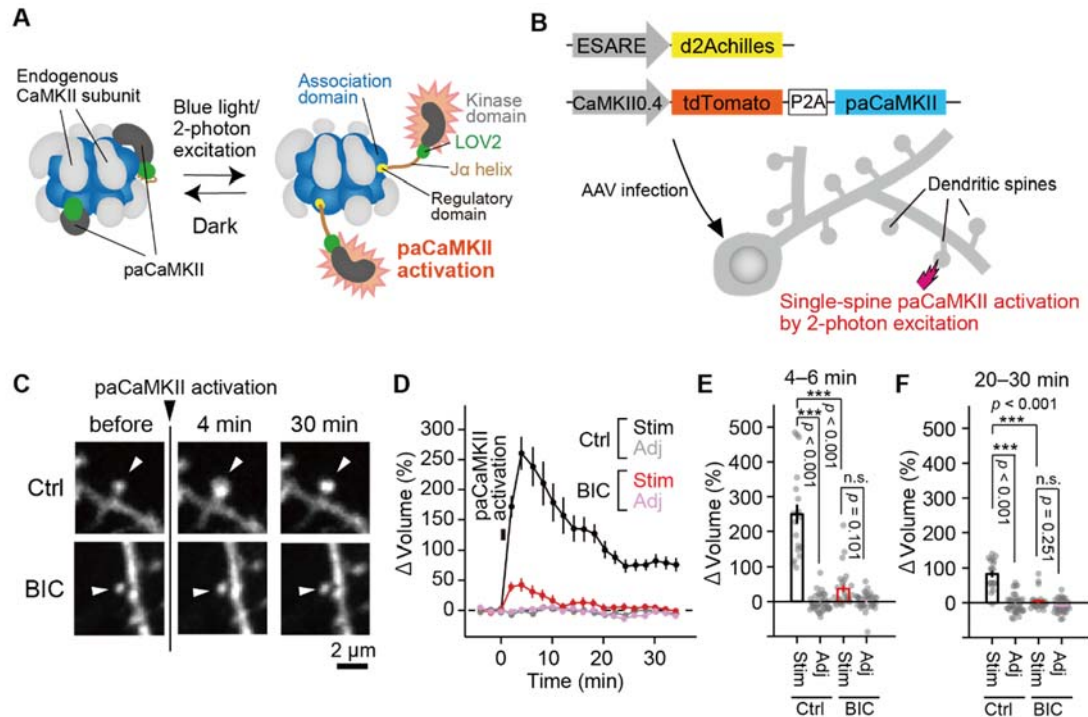 A
Endogenous
CaMKII subunit
Blue light/
2-photon
excitation
Dark
paCaMKII
Association
domain
Kinase
domain
LOV2
Jα helix
Regulatory
domain
paCaMKII
activation
B
ESARE
d2Achilles
CaMKII0.4
tdTomato
P2A
paCaMKII
AAV infection
Dendritic spines
Single-spine paCaMKII activation
by 2-photon excitation
C
paCaMKII activation
before
4 min
30 min
Ctrl
BIC
2 µm
D
Δ Volume (%)
300
250
200
150
100
50
0
paCaMKII
activation
Ctrl
Stim
Adj
BIC
Stim
Adj
0
10
20
30
Time (min)
E
4–6 min
Δ Volume (%)
500
400
300
200
100
0
***
p < 0.001
***
p < 0.001
n.s.
p = 0.101
Stim
Adj
Stim
Adj
Ctrl
BIC
F
20–30 min
Δ Volume (%)
500
400
300
200
100
0
p < 0.001
***
***
p < 0.001
n.s.
p = 0.251
Stim
Adj
Stim
Adj
Ctrl
BIC